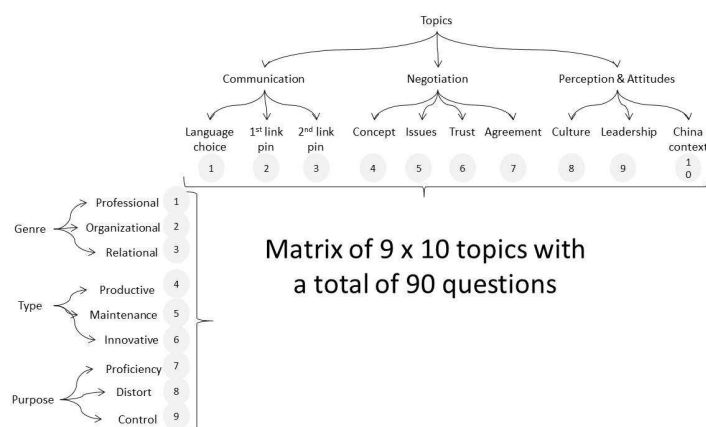 Topics
Communication Negotiation Perception & Attitudes
Language choice 1st link pin 2nd link pin Concept Issues Trust Agreement Culture Leadership China context
1 2 3 4 5 6 7 8 9 10
Genre
Professional 1
Organizational 2
Relational 3
Matrix of 9 x 10 topics with
a total of 90 questions
Type
Productive 4
Maintenance 5
Innovative 6
Purpose
Proficiency 7
Distort 8
Control 9